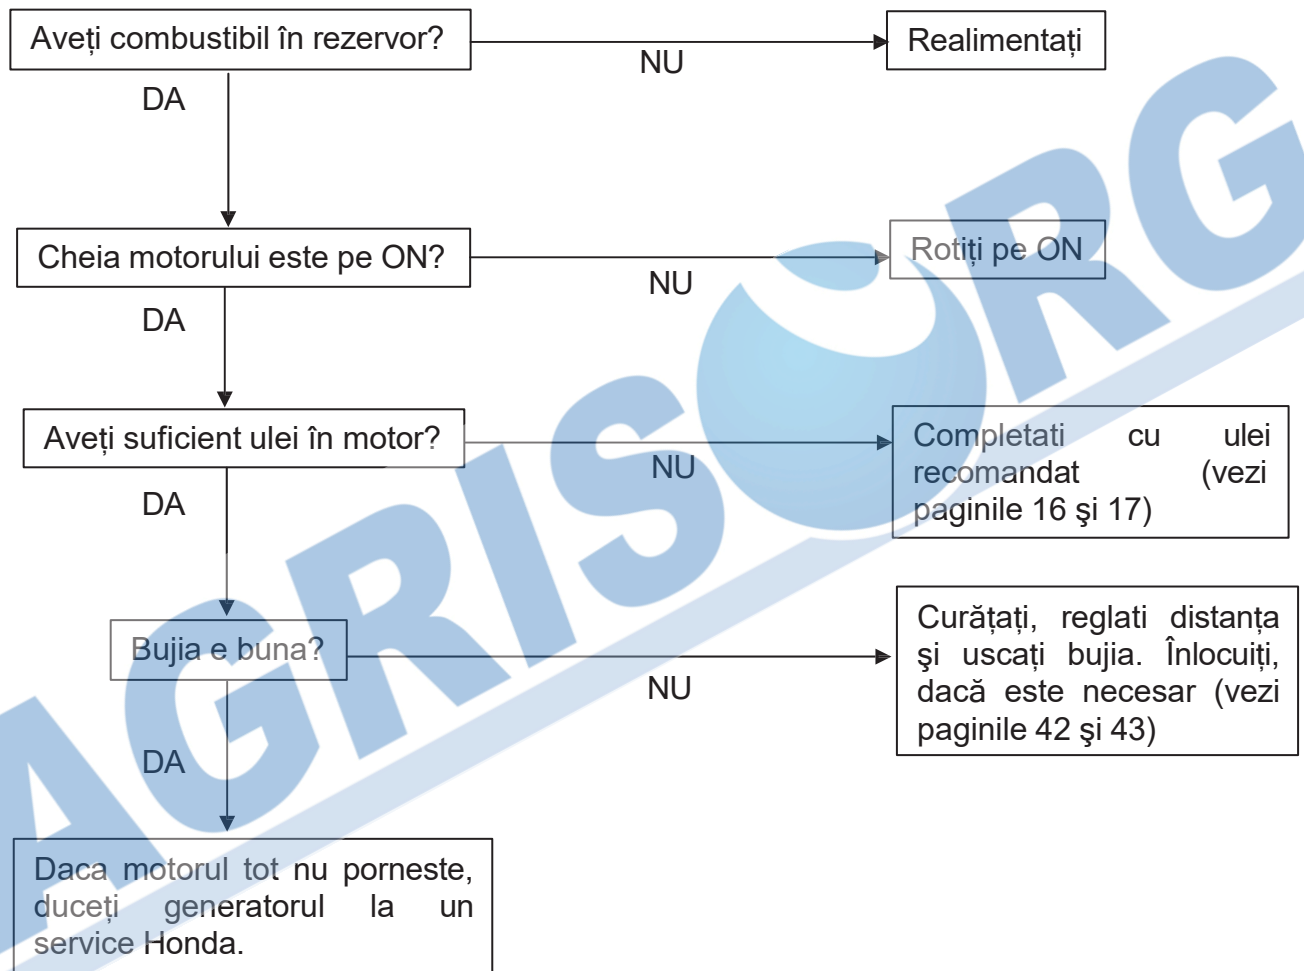 Aveți combustibil în rezervor?
NU
Realimentați
DA
Cheia motorului este pe ON?
NU
Rotiți pe ON
DA
Aveți suficient ulei în motor?
NU
Completati cu ulei
recomandat (vezi
paginile 16 şi 17)
DA
Bujia e buna?
NU
Curățați, reglati distanța
şi uscați bujia. Înlocuiți,
dacă este necesar (vezi
paginile 42 şi 43)
DA
Daca motorul tot nu porneste,
duceți generatorul la un
service Honda.
AGRISORG